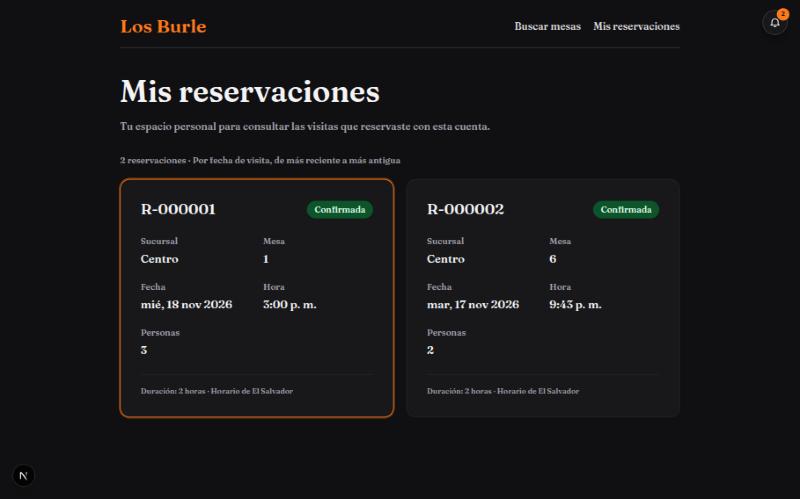 Los Burle
Buscar mesas
Mis reservaciones
2
Mis reservaciones
Tu espacio personal para consultar las visitas que reservaste con esta cuenta.
2 reservaciones · Por fecha de visita, de más reciente a más antigua
R-000001
Confirmada
Sucursal
Mesa
Centro
1
Fecha
Hora
mié, 18 nov 2026
3:00 p. m.
Personas
3
Duración: 2 horas · Horario de El Salvador
R-000002
Confirmada
Sucursal
Mesa
Centro
6
Fecha
Hora
mar, 17 nov 2026
9:45 p. m.
Personas
2
Duración: 2 horas · Horario de El Salvador
N